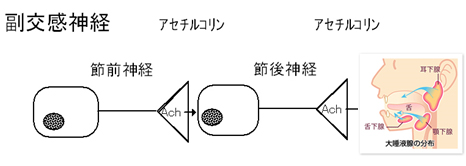 副交感神経
アセチルコリン
アセチルコリン
節前神経
節後神経
Ach
Ach
耳下腺
舌
舌下腺
顎下腺
大唾液腺の分布